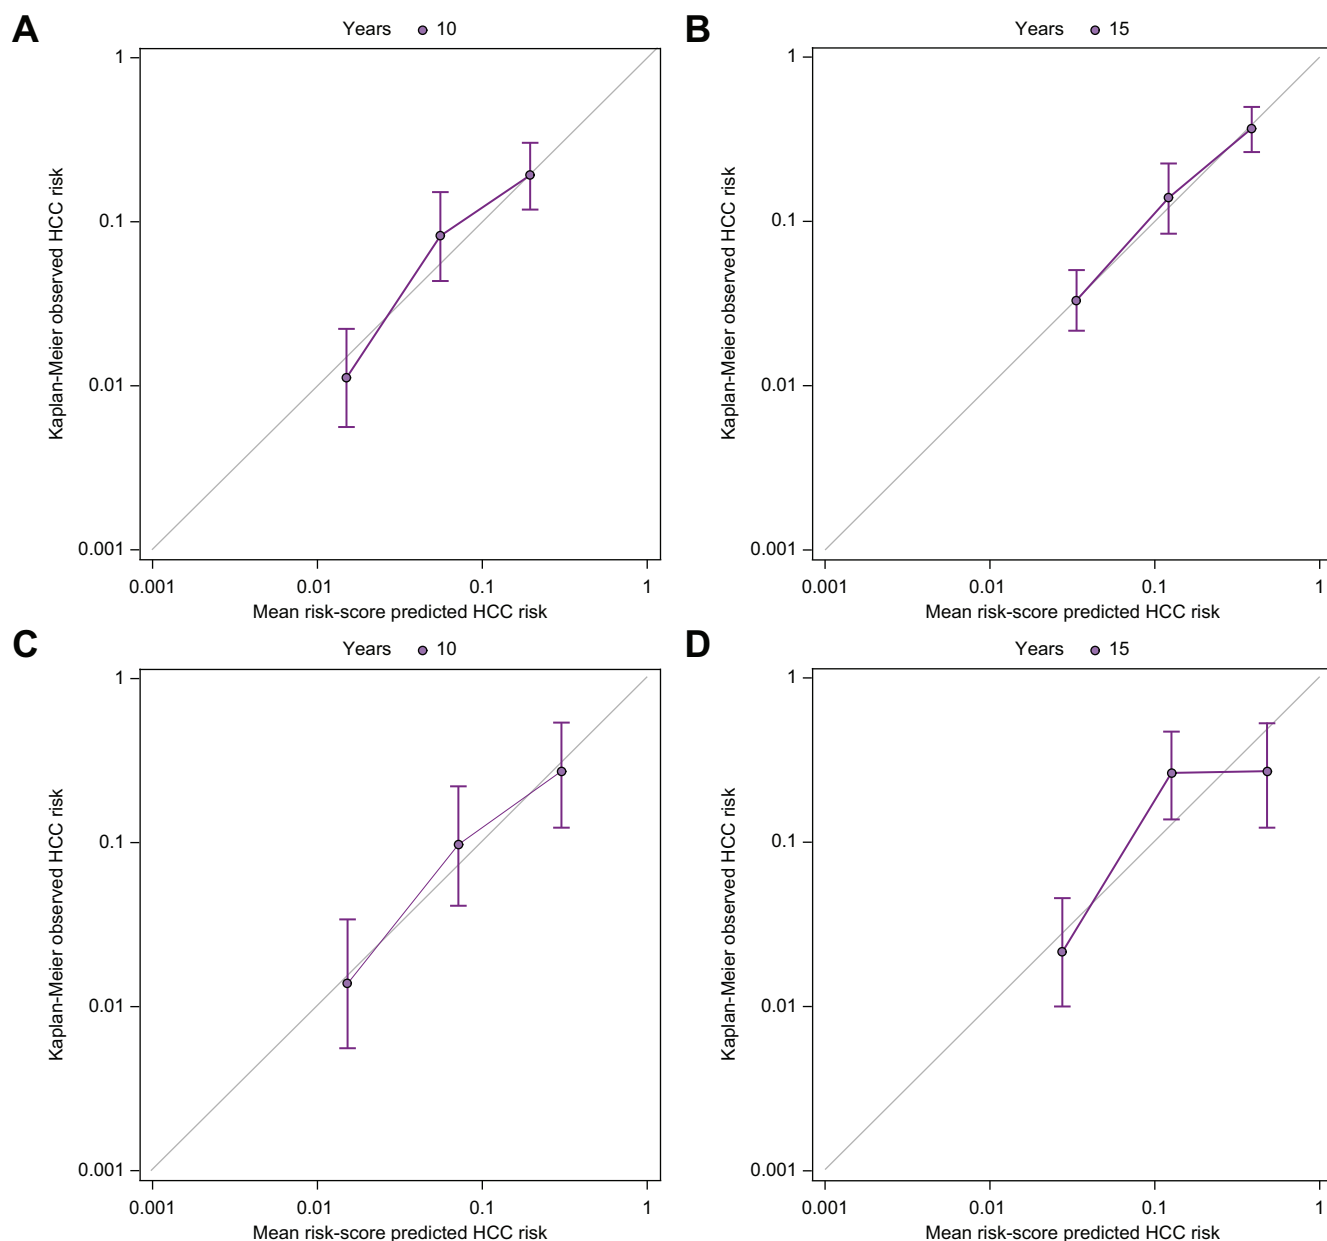 A
Years 10
1
0.1
0.01
0.001
Kaplan-Meier observed HCC risk
0.001 0.01 0.1 1
Mean risk-score predicted HCC risk
B
Years 15
1
0.1
0.01
0.001
Kaplan-Meier observed HCC risk
0.001 0.01 0.1 1
Mean risk-score predicted HCC risk
C
Years 10
1
0.1
0.01
0.001
Kaplan-Meier observed HCC risk
0.001 0.01 0.1 1
Mean risk-score predicted HCC risk
D
Years 15
1
0.1
0.01
0.001
Kaplan-Meier observed HCC risk
0.001 0.01 0.1 1
Mean risk-score predicted HCC risk